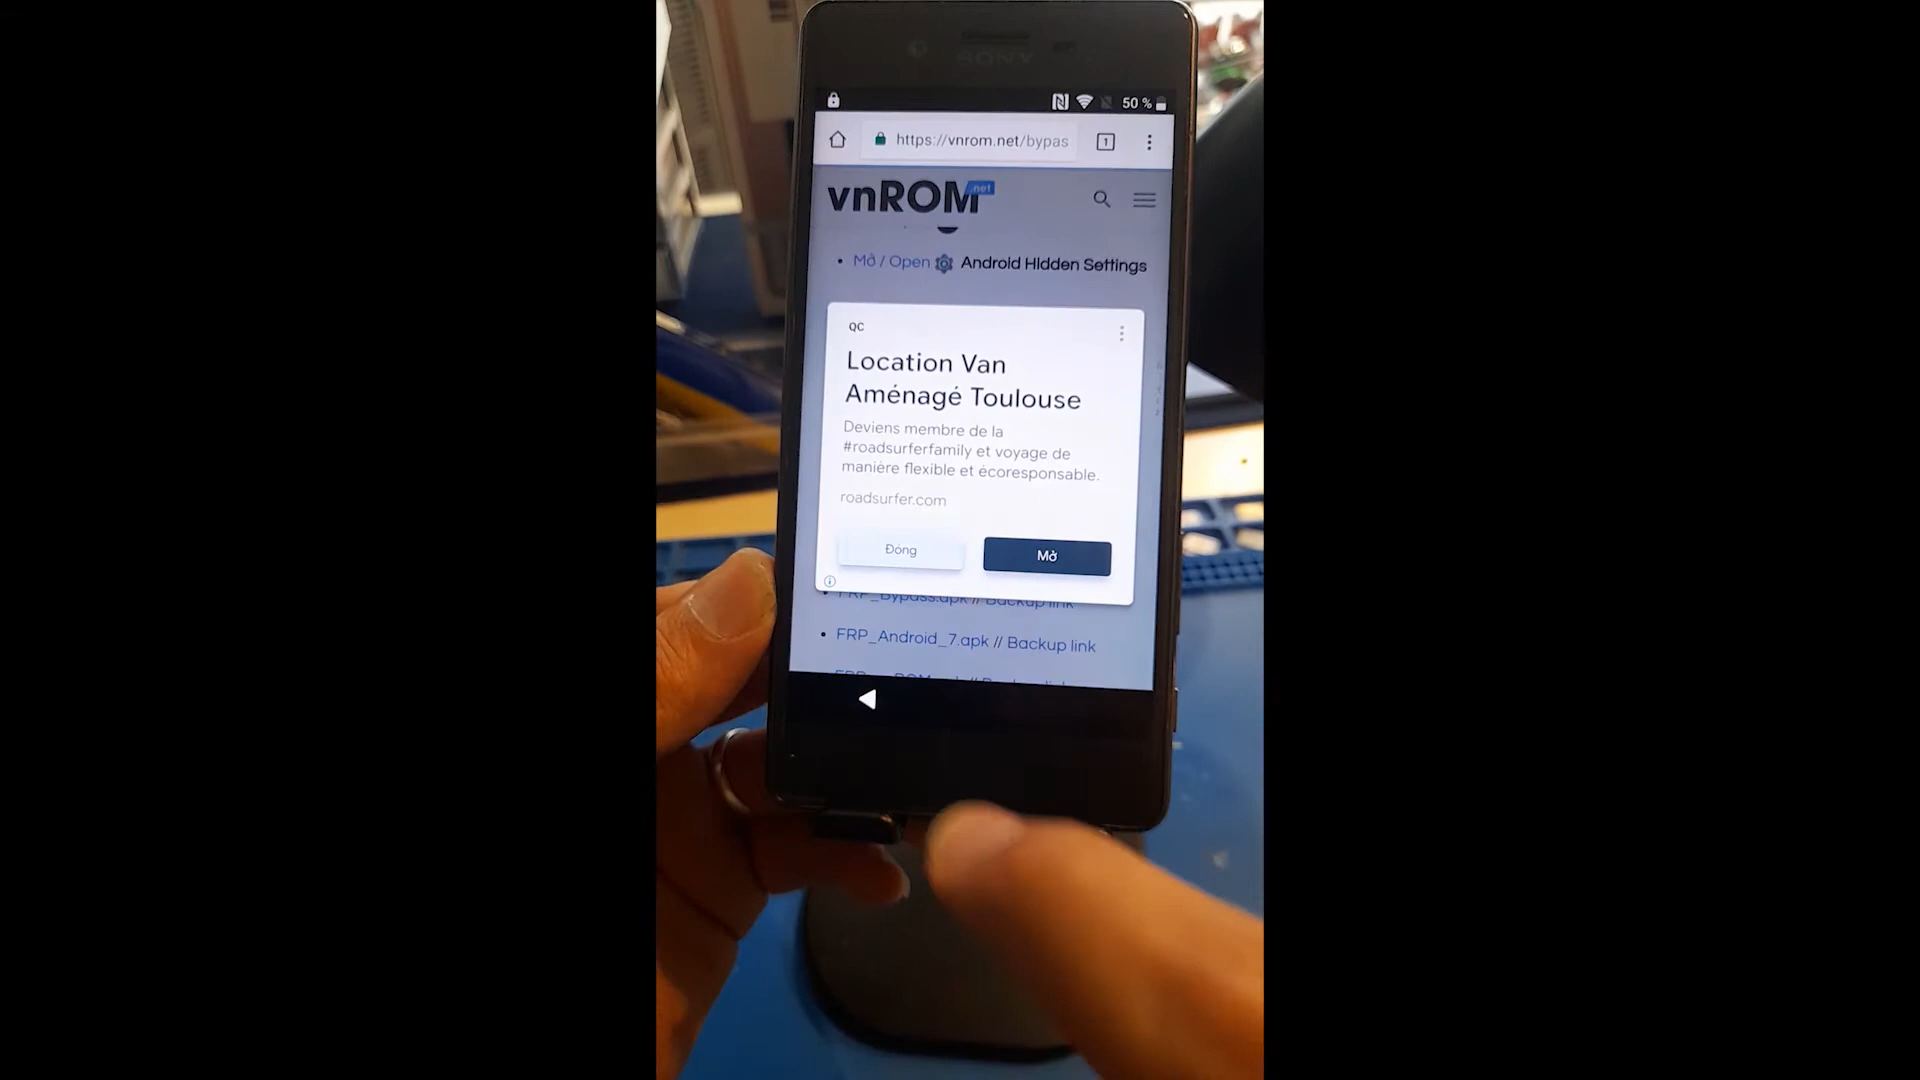 SONY
50 %
https://vnrom.net/bypas
1
vnROM.net
Mở / Open Android Hidden Settings
QC
Location Van
Aménagé Toulouse
Deviens membre de la
#roadsurferfamily et voyage de
manière flexible et écoresponsable.
roadsurfer.com
Đóng
Mở
FRP_Bypass.apk // Backup link
FRP_Android_7.apk // Backup link